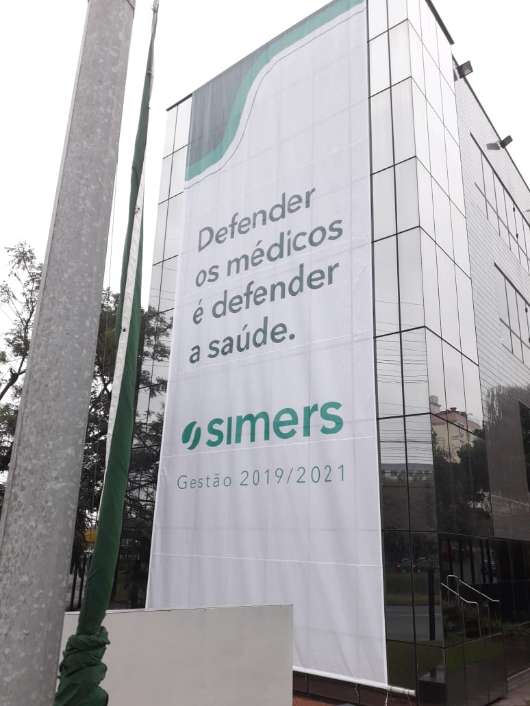 Defender
os médicos
é defender
a saúde.
simers
Gestão 2019/2021